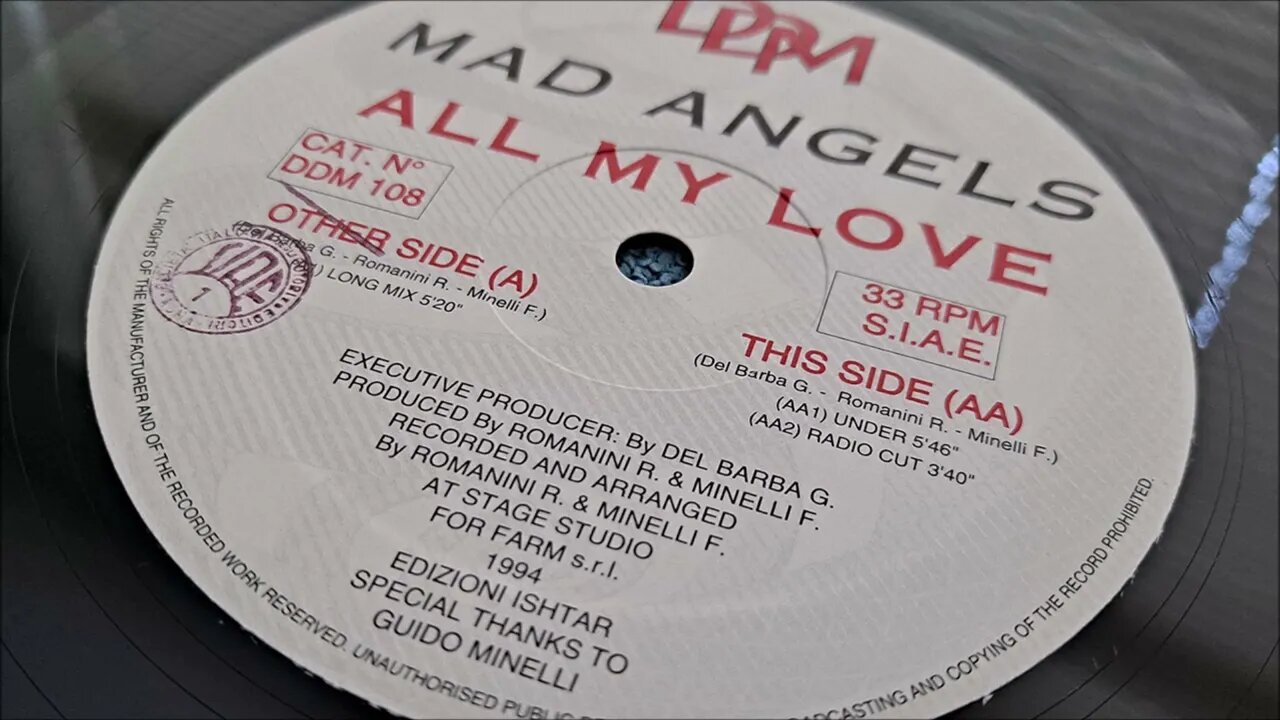 DDM
MAD ANGELS
ALL MY LOVE
CAT. N°
DDM 108
33 RPM
S.I.A.E.
OTHER SIDE (A)
Del Barba G. - Romanini R. - Minelli F.)
LONG MIX 5'20"
THIS SIDE (AA)
(Del Barba G. - Romanini R. - Minelli F.)
(AA1) UNDER 5'46"
(AA2) RADIO CUT 3'40"
EXECUTIVE PRODUCER: By DEL BARBA G.
PRODUCED By ROMANINI R. & MINELLI F.
RECORDED AND ARRANGED
By ROMANINI R. & MINELLI F.
AT STAGE STUDIO
FOR FARM s.r.l.
1994
EDIZIONI ISHTAR
SPECIAL THANKS TO
GUIDO MINELLI
ALL RIGHTS OF THE MANUFACTURER AND OF THE RECORDED WORK RESERVED. UNAUTHORISED PUBLIC
BROADCASTING AND COPYING OF THE RECORD PROHIBITED.